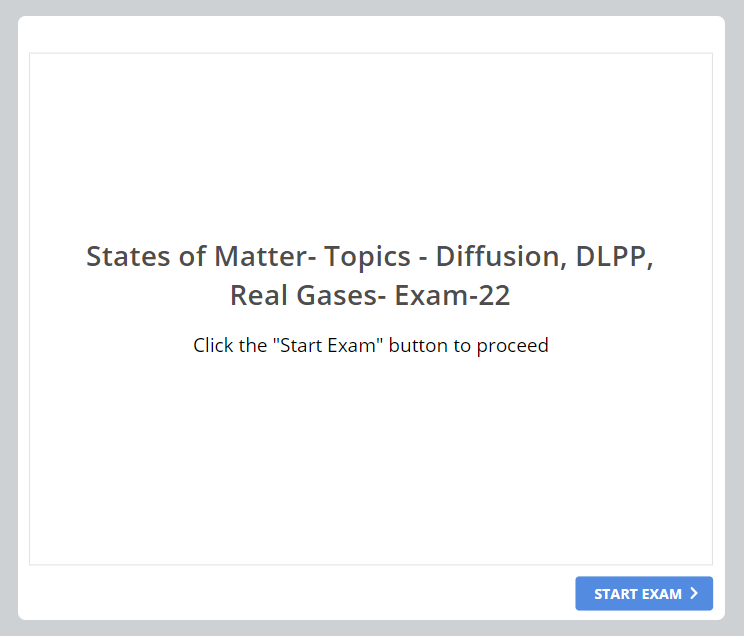 States of Matter- Topics - Diffusion, DLPP,
Real Gases- Exam-22
Click the "Start Exam" button to proceed
START EXAM